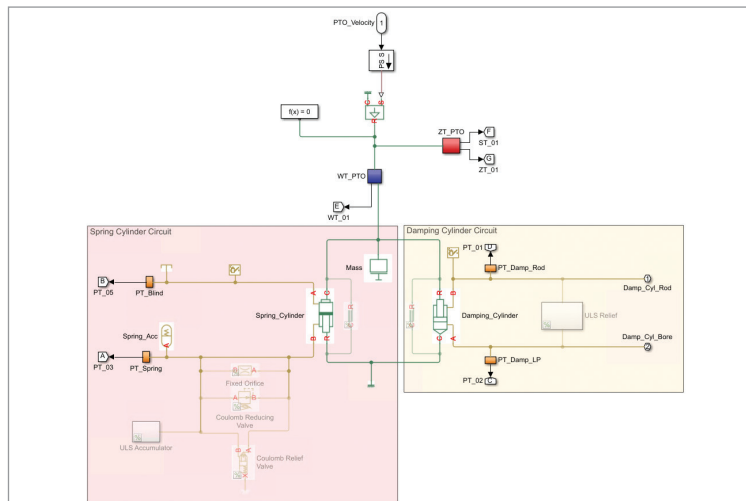 PTO_Velocity
1
PS S
C
S
R
f(x) = 0
ZT_PTO
F
ST_01
G
ZT_01
WT_PTO
E
WT_01
Spring Cylinder Circuit
Damping Cylinder Circuit
PT_01
D
PT_Damp_Rod
Mass
B
PT_05
PT_Blind
A
C
R
R
R
B
1
Damp_Cyl_Rod
Spring_Cylinder
Damping_Cylinder
ULS Relief
Spring_Acc
A
B
R
C
A
2
Damp_Cyl_Bore
A
PT_03
PT_Spring
PT_Damp_LP
PT_02
C
B
A
Fixed Orifice
A
B
Coulomb Reducing
Valve
ULS Accumulator
B
A
Coulomb Relief
Valve